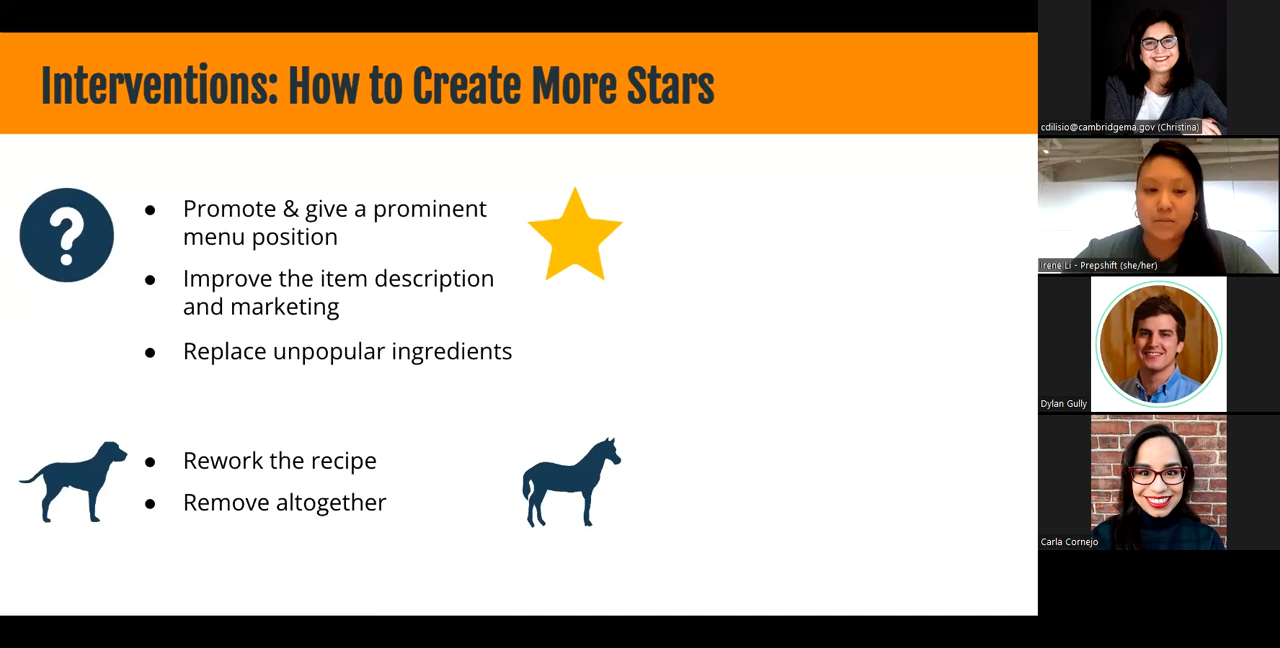 Interventions: How to Create More Stars
?
● Promote & give a prominent
menu position
● Improve the item description
and marketing
● Replace unpopular ingredients
● Rework the recipe
● Remove altogether
cdilisio@cambridgema.gov (Christina)
Irene Li - Prepshift (she/her)
Dylan Gully
Carla Cornejo